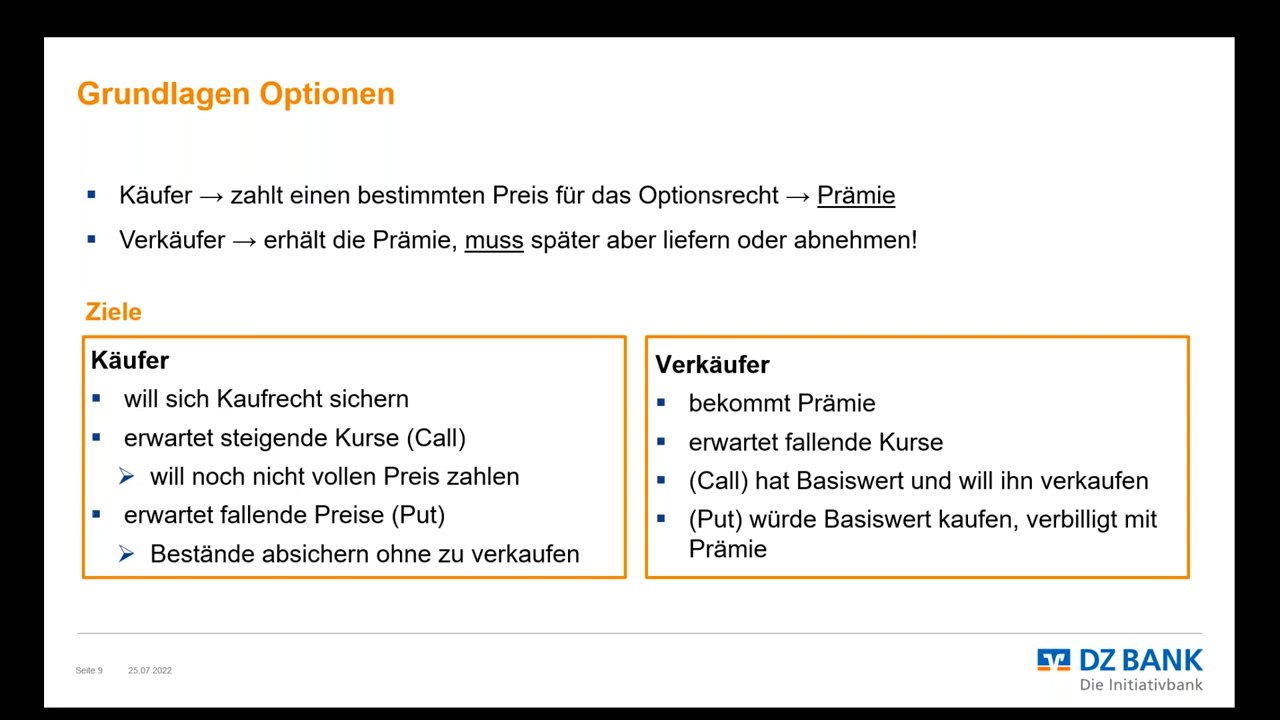 Grundlagen Optionen
▪ Käufer → zahlt einen bestimmten Preis für das Optionsrecht → Prämie
▪ Verkäufer → erhält die Prämie, muss später aber liefern oder abnehmen!
Ziele
Käufer
▪ will sich Kaufrecht sichern
▪ erwartet steigende Kurse (Call)
➢ will noch nicht vollen Preis zahlen
▪ erwartet fallende Preise (Put)
➢ Bestände absichern ohne zu verkaufen
Verkäufer
▪ bekommt Prämie
▪ erwartet fallende Kurse
▪ (Call) hat Basiswert und will ihn verkaufen
▪ (Put) würde Basiswert kaufen, verbilligt mit
Prämie
Seite 9 25.07.2022
DZ BANK
Die Initiativbank